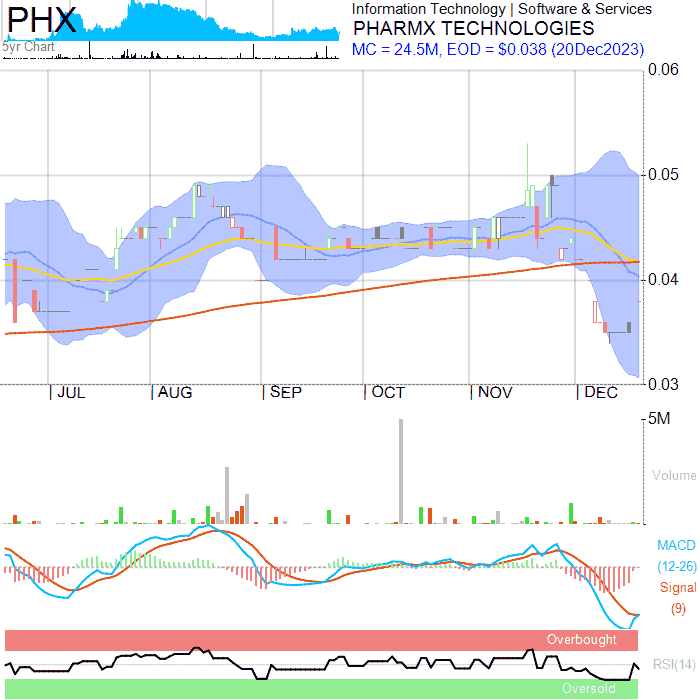 PHX
5yr Chart
Information Technology | Software & Services
PHARMX TECHNOLOGIES
MC = 24.5M, EOD = $0.038 (20Dec2023)
0.06
0.05
0.04
0.03
JUL AUG SEP OCT NOV DEC
5M
Volume
MACD
(12-26)
Signal
(9)
Overbought
RSI(14)
Oversold